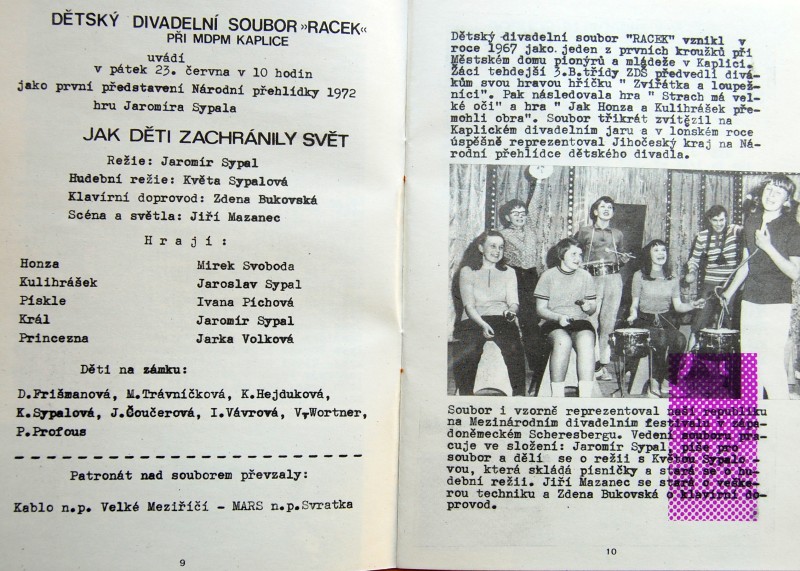 DĚTSKÝ DIVADELNÍ SOUBOR »RACEK«
PŘI MDPM KAPLICE
uvádí
v pátek 23. června v 10 hodin
jako první představení Národní přehlídky 1972
hru Jaromíra Sypala
JAK DĚTI ZACHRÁNILY SVĚT
Režie: Jaromír Sypal
Hudební režie: Květa Sypalová
Klavírní doprovod: Zdena Bukovská
Scéna a světla: Jiří Mazanec
H r a j í :
Honza Mirek Svoboda
Kulihrášek Jaroslav Sypal
Pískle Ivana Píchová
Král Jaromír Sypal
Princezna Jarka Volková
Děti na zámku:
D.Frišmanová, M.Trávníčková, K.Hejduková,
K.Sypalová, J.Čoučerová, I.Vávrová, V.Wortner,
P.Profous
Patronát nad souborem převzaly:
Kablo n.p. Velké Meziříčí - MARS n.p.Svratka
9
Dětský divadelní soubor "RACEK" vznikl v
roce 1967 jako jeden z prvních kroužků při
Městském domu pionýrů a mládeže v Kaplici.
Žáci tehdejší 3.B.třídy ZDŠ předvedli divá-
kům svou hravou hříčku " Zvířátka a loupež-
níci". Pak následovala hra " Strach má vel-
ké oči" a hra " Jak Honza a Kulihrášek pře-
mohli obra". Soubor třikrát zvítězil na
Kaplickém divadelním jaru a v lonském roce
úspěšně reprezentoval Jihočeský kraj na Ná-
rodní přehlídce dětského divadla.
Soubor i vzorně reprezentoval naši republiku
na Mezinárodním divadelním festivalu v zápa-
doněmeckém Scheresbergu. Vedení souboru pra-
cuje ve složení: Jaromír Sypal, píše pro
soubor a dělí se o režii s Květou Sypalo-
vou, která skládá písničky a stará se o hu-
dební režii. Jiří Mazanec se stará o veške-
rou techniku a Zdena Bukovská o klavírní do-
provod.
10